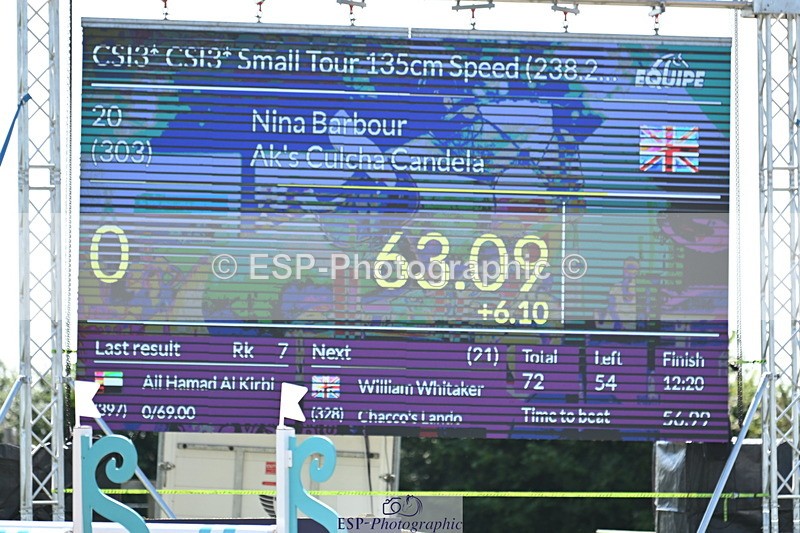 CSI3* CSI3* Small Tour 135cm Speed (238.2...
EQUIPE
20 Nina Barbour
(303) Ak's Culcha Candela
0 63.09
© ESP-Photographic ©
+6.10
Last result Rk 7 Next (21) Total Left Finish
Ali Hamad Al Kirbi William Whitaker 72 54 12:20
(397) 0/69.00 (328) Chacco's Lando Time to beat 56.99
ESP-Photographic